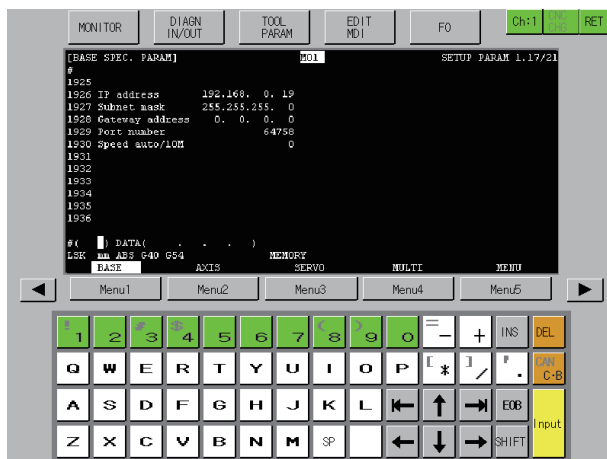 MONITOR DIAGN IN/OUT TOOL PARAM EDIT MDI F0 Ch:1 CNC CHG RET
[BASE SPEC. PARAM] M01 SETUP PARAM 1.17/21
#
1925
1926 IP address 192.168. 0. 19
1927 Subnet mask 255.255.255. 0
1928 Gateway address 0. 0. 0. 0
1929 Port number 64758
1930 Speed auto/10M 0
1931
1932
1933
1934
1935
1936
#( ) DATA( . . . )
LSK mm ABS G40 G54 MEMORY
BASE AXIS SERVO MULTI MENU
Menu1 Menu2 Menu3 Menu4 Menu5
! 1 2 # 3 $ 4 5 6 7 ( 8 ) 9 0 = - + INS DEL
Q W E R T Y U I O P [ * ] / " . CAN C·B
A S D F G H J K L EOB Input
Z X C V B N M SP SHIFT